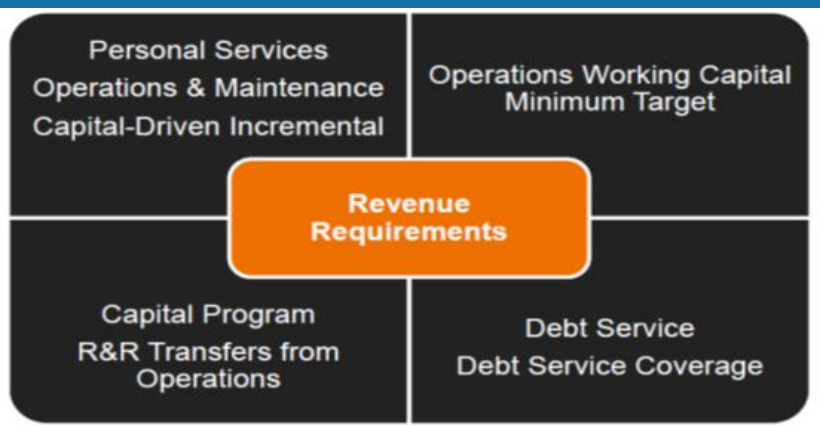 Personal Services
Operations & Maintenance
Capital-Driven Incremental
Operations Working Capital
Minimum Target
Revenue
Requirements
Capital Program
R&R Transfers from
Operations
Debt Service
Debt Service Coverage